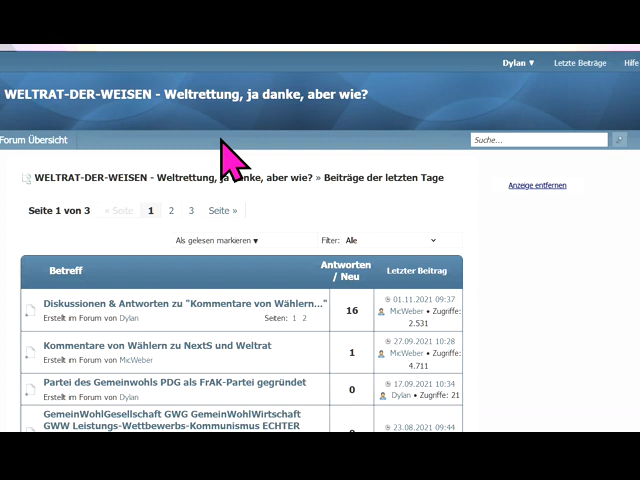 Dylan ▼ Letzte Beträge Hilfe
WELTRAT-DER-WEISEN - Weltrettung, ja danke, aber wie?
Forum Übersicht
Suche...
WELTRAT-DER-WEISEN - Weltrettung, ja danke, aber wie? » Beiträge der letzten Tage
Anzeige entfernen
Seite 1 von 3 « Seite 1 2 3 Seite »
Als gelesen markieren ▼ Filter: Alle
Betreff Antworten / Neu Letzter Beitrag
Diskussionen & Antworten zu "Kommentare von Wählern..."
Erstellt im Forum von Dylan Seiten: 1 2
16
01.11.2021 09:37
MicWeber • Zugriffe: 2.531
Kommentare von Wählern zu NextS und Weltrat
Erstellt im Forum von MicWeber
1
27.09.2021 10:28
MicWeber • Zugriffe: 4.711
Partei des Gemeinwohls PDG als FrAK-Partei gegründet
Erstellt im Forum von Dylan
0
17.09.2021 10:34
Dylan • Zugriffe: 21
GemeinWohlGesellschaft GWG GemeinWohlWirtschaft
GWW Leistungs-Wettbewerbs-Kommunismus ECHTER
23.08.2021 09:44